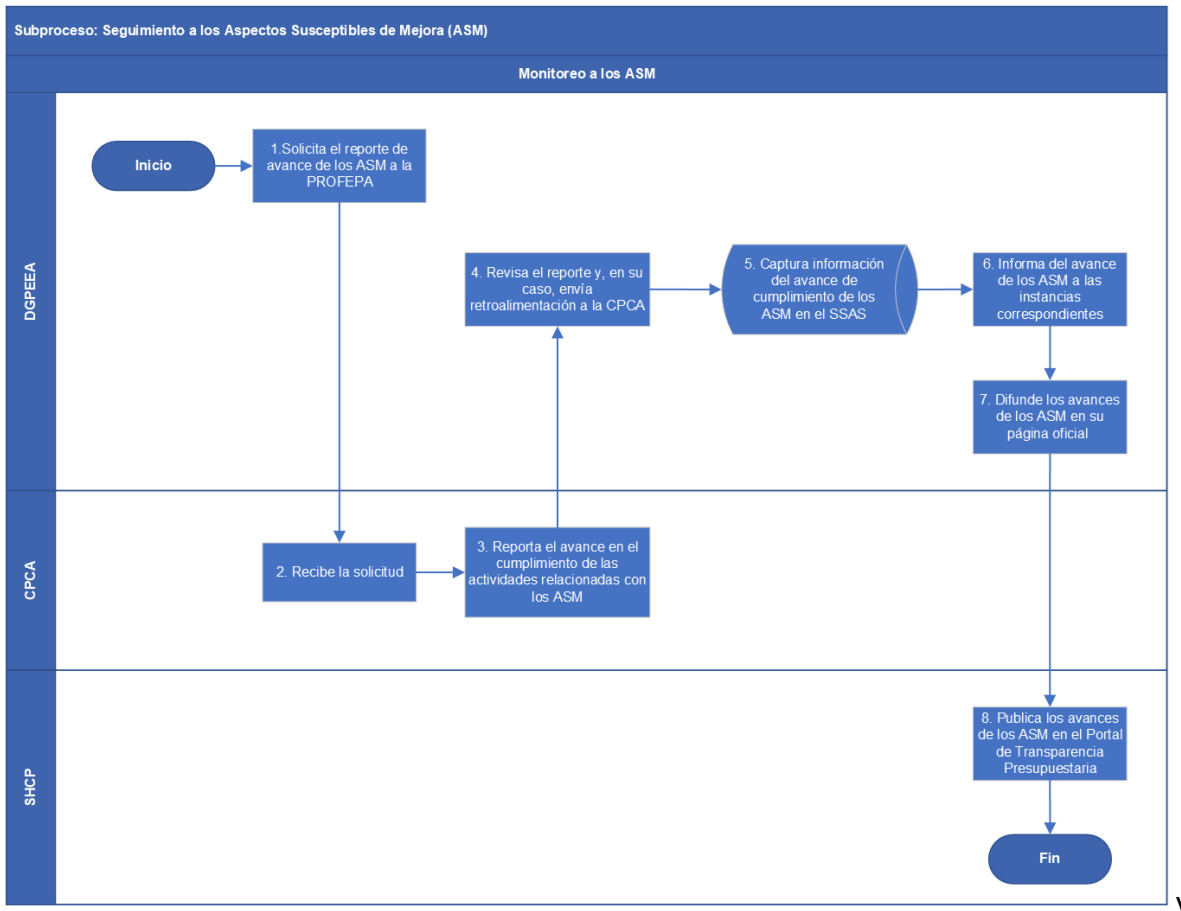 Subproceso: Seguimiento a los Aspectos Susceptibles de Mejora (ASM)
Monitoreo a los ASM
DGPEEA
Inicio
1.Solicita el reporte de
avance de los ASM a la
PROFEPA
4. Revisa el reporte y, en su
caso, envía
retroalimentación a la CPCA
5. Captura información
del avance de
cumplimiento de los
ASM en el SSAS
6. Informa del avance
de los ASM a las
instancias
correspondientes
7. Difunde los avances
de los ASM en su
página oficial
CPCA
2. Recibe la solicitud
3. Reporta el avance en el
cumplimiento de las
actividades relacionadas con
los ASM
SHCP
8. Publica los avances
de los ASM en el Portal
de Transparencia
Presupuestaria
Fin